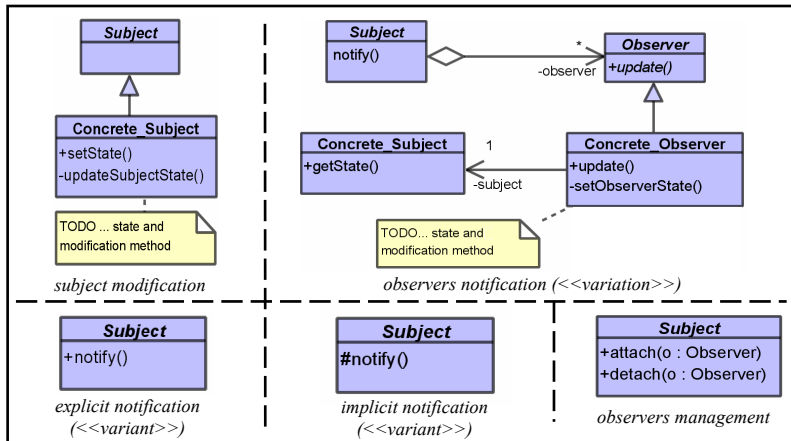 Subject
Concrete_Subject
+setState()
-updateSubjectState()
TODO ... state and
modification method
subject modification
Subject
notify()
*
-observer
Observer
+update()
Concrete_Subject
+getState()
1
-subject
Concrete_Observer
+update()
-setObserverState()
TODO... state and
modification method
observers notification (<<variation>>)
Subject
+notify()
explicit notification
(<<variant>>)
Subject
#notify()
implicit notification
(<<variant>>)
Subject
+attach(o : Observer)
+detach(o : Observer)
observers management